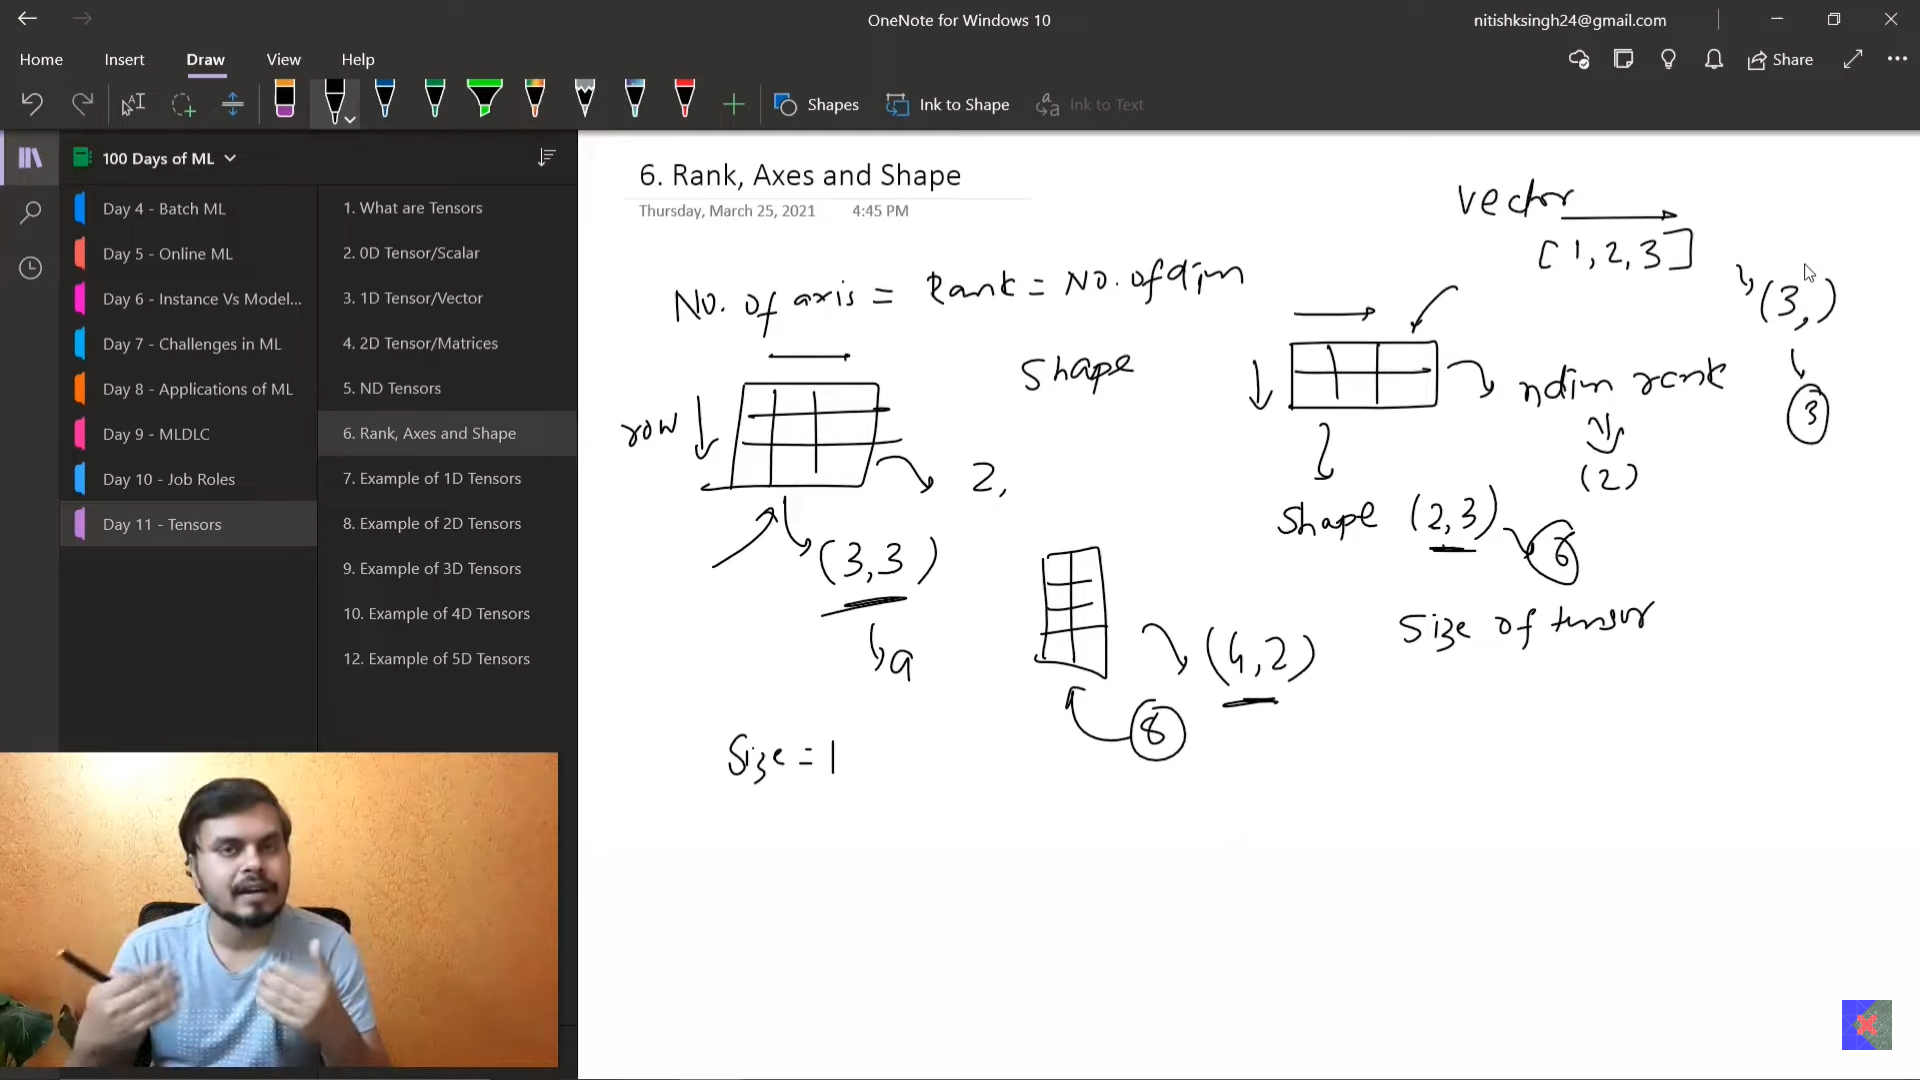 OneNote for Windows 10
nitishksingh24@gmail.com
Home Insert Draw View Help
Share
Shapes Ink to Shape Ink to Text
100 Days of ML
Day 4 - Batch ML
Day 5 - Online ML
Day 6 - Instance Vs Model...
Day 7 - Challenges in ML
Day 8 - Applications of ML
Day 9 - MLDLC
Day 10 - Job Roles
Day 11 - Tensors
1. What are Tensors
2. 0D Tensor/Scalar
3. 1D Tensor/Vector
4. 2D Tensor/Matrices
5. ND Tensors
6. Rank, Axes and Shape
7. Example of 1D Tensors
8. Example of 2D Tensors
9. Example of 3D Tensors
10. Example of 4D Tensors
12. Example of 5D Tensors
6. Rank, Axes and Shape
Thursday, March 25, 2021 4:45 PM
vector
[1, 2, 3]
(3,)
3
No. of axis = Rank = No. of dim
Shape
row
2,
(3,3)
9
ndim rank
(2)
Shape (2,3)
6
Size of tensor
(4,2)
8
Size = 1